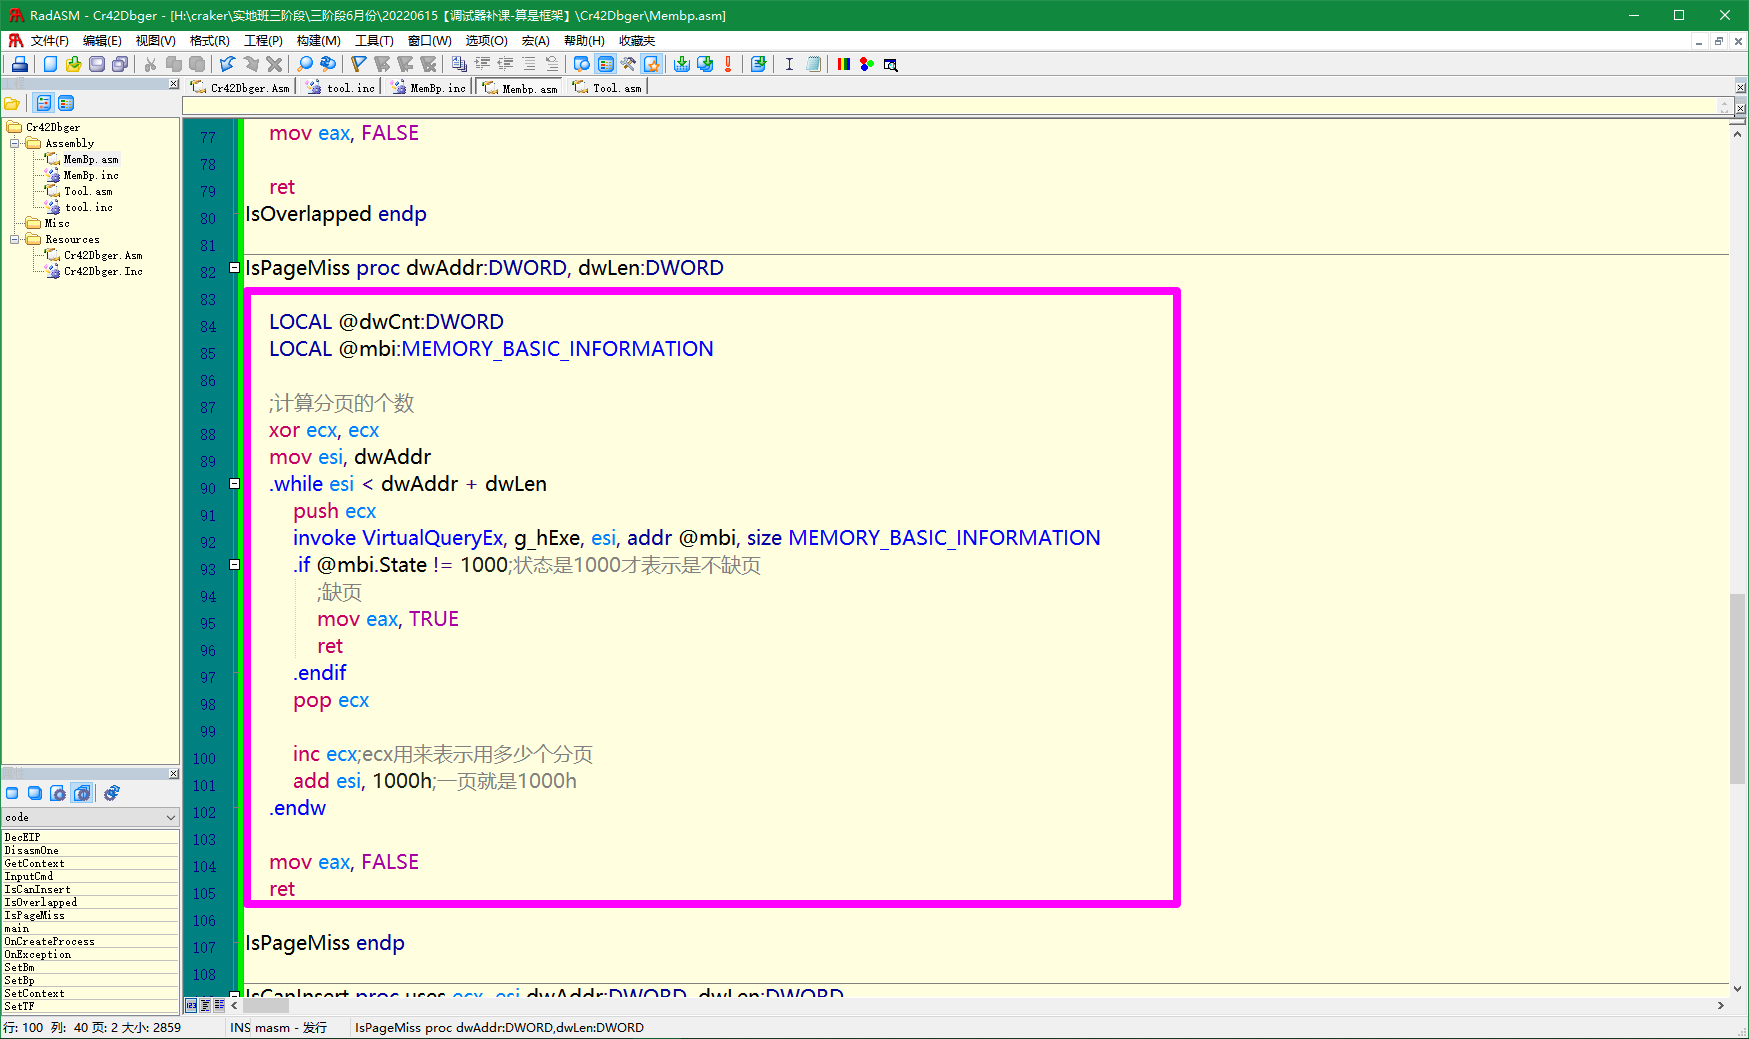 RadASM - Cr42Dbger - [H:\craker\实地班三阶段\三阶段6月份\20220615【调试器补课-算是框架】\Cr42Dbger\Membp.asm]
文件(F) 编辑(E) 视图(V) 格式(R) 工程(P) 构建(M) 工具(T) 窗口(W) 选项(O) 宏(A) 帮助(H) 收藏夹
Cr42Dbger.Asm tool.inc MemBp.inc Membp.asm Tool.asm
Cr42Dbger
Assembly
MemBp.asm
MemBp.inc
Tool.asm
tool.inc
Misc
Resources
Cr42Dbger.Asm
Cr42Dbger.Inc
code
DecEIP
DisasmOne
GetContext
InputCmd
IsCanInsert
IsOverlapped
IsPageMiss
main
OnCreateProcess
OnException
SetBm
SetBp
SetContext
SetTF
77 mov eax, FALSE
78
79 ret
80 IsOverlapped endp
81
82 IsPageMiss proc dwAddr:DWORD, dwLen:DWORD
83
84 LOCAL @dwCnt:DWORD
85 LOCAL @mbi:MEMORY_BASIC_INFORMATION
86
87 ;计算分页的个数
88 xor ecx, ecx
89 mov esi, dwAddr
90 .while esi < dwAddr + dwLen
91 push ecx
92 invoke VirtualQueryEx, g_hExe, esi, addr @mbi, size MEMORY_BASIC_INFORMATION
93 .if @mbi.State != 1000;状态是1000才表示是不缺页
94 ;缺页
95 mov eax, TRUE
96 ret
97 .endif
98 pop ecx
99
100 inc ecx;ecx用来表示用多少个分页
101 add esi, 1000h;一页就是1000h
102 .endw
103
104 mov eax, FALSE
105 ret
106
107 IsPageMiss endp
108
IsCanInsert proc uses ecx, esi dwAddr:DWORD, dwLen:DWORD
行: 100 列: 40 页: 2 大小: 2859 INS masm - 发行 IsPageMiss proc dwAddr:DWORD,dwLen:DWORD